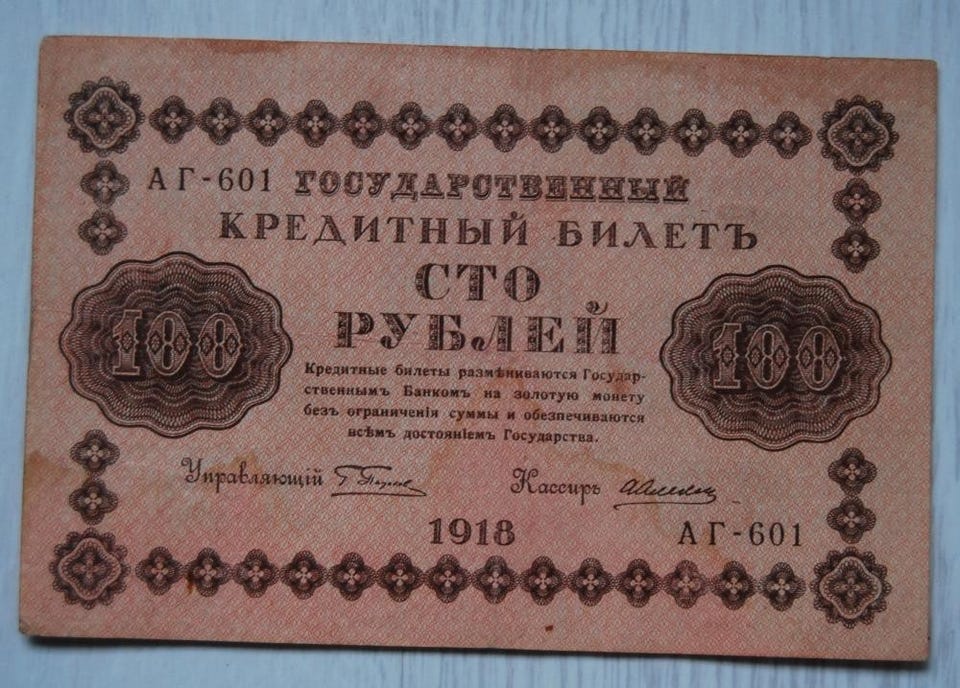 АГ-601 ГОСУДАРСТВЕННЫЙ
КРЕДИТНЫЙ БИЛЕТЪ
СТО
РУБЛЕЙ
100 100
Кредитные билеты размѣниваются Государ-
ственнымъ Банкомъ на золотую монету
безъ ограниченія суммы и обезпечиваются
всѣмъ достояніемъ Государства.
Управляющій Кассиръ
1918 АГ-601